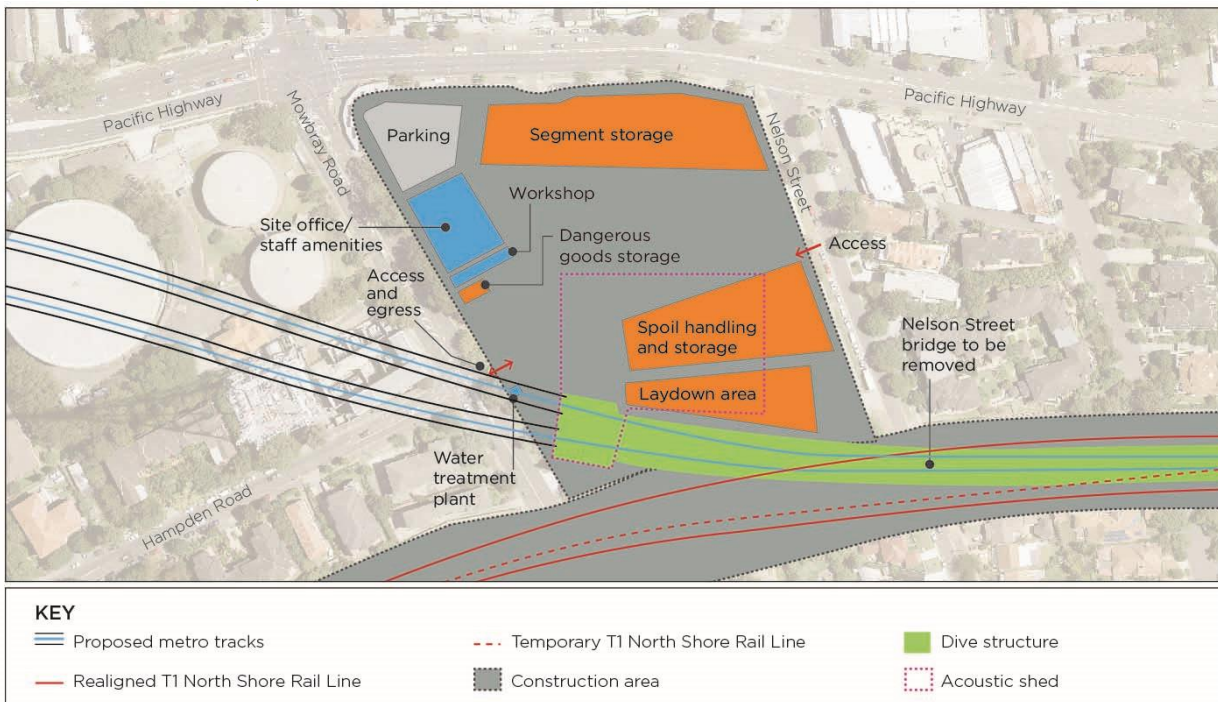 Pacific Highway
Mowbray Road
Parking
Segment storage
Nelson Street
Pacific Highway
Site office/
staff amenities
Workshop
Dangerous
goods storage
Access
and
egress
Access
Spoil handling
and storage
Nelson Street
bridge to be
removed
Laydown area
Water
treatment
plant
Hampden Road
KEY
Proposed metro tracks
Realigned T1 North Shore Rail Line
Temporary T1 North Shore Rail Line
Construction area
Dive structure
Acoustic shed